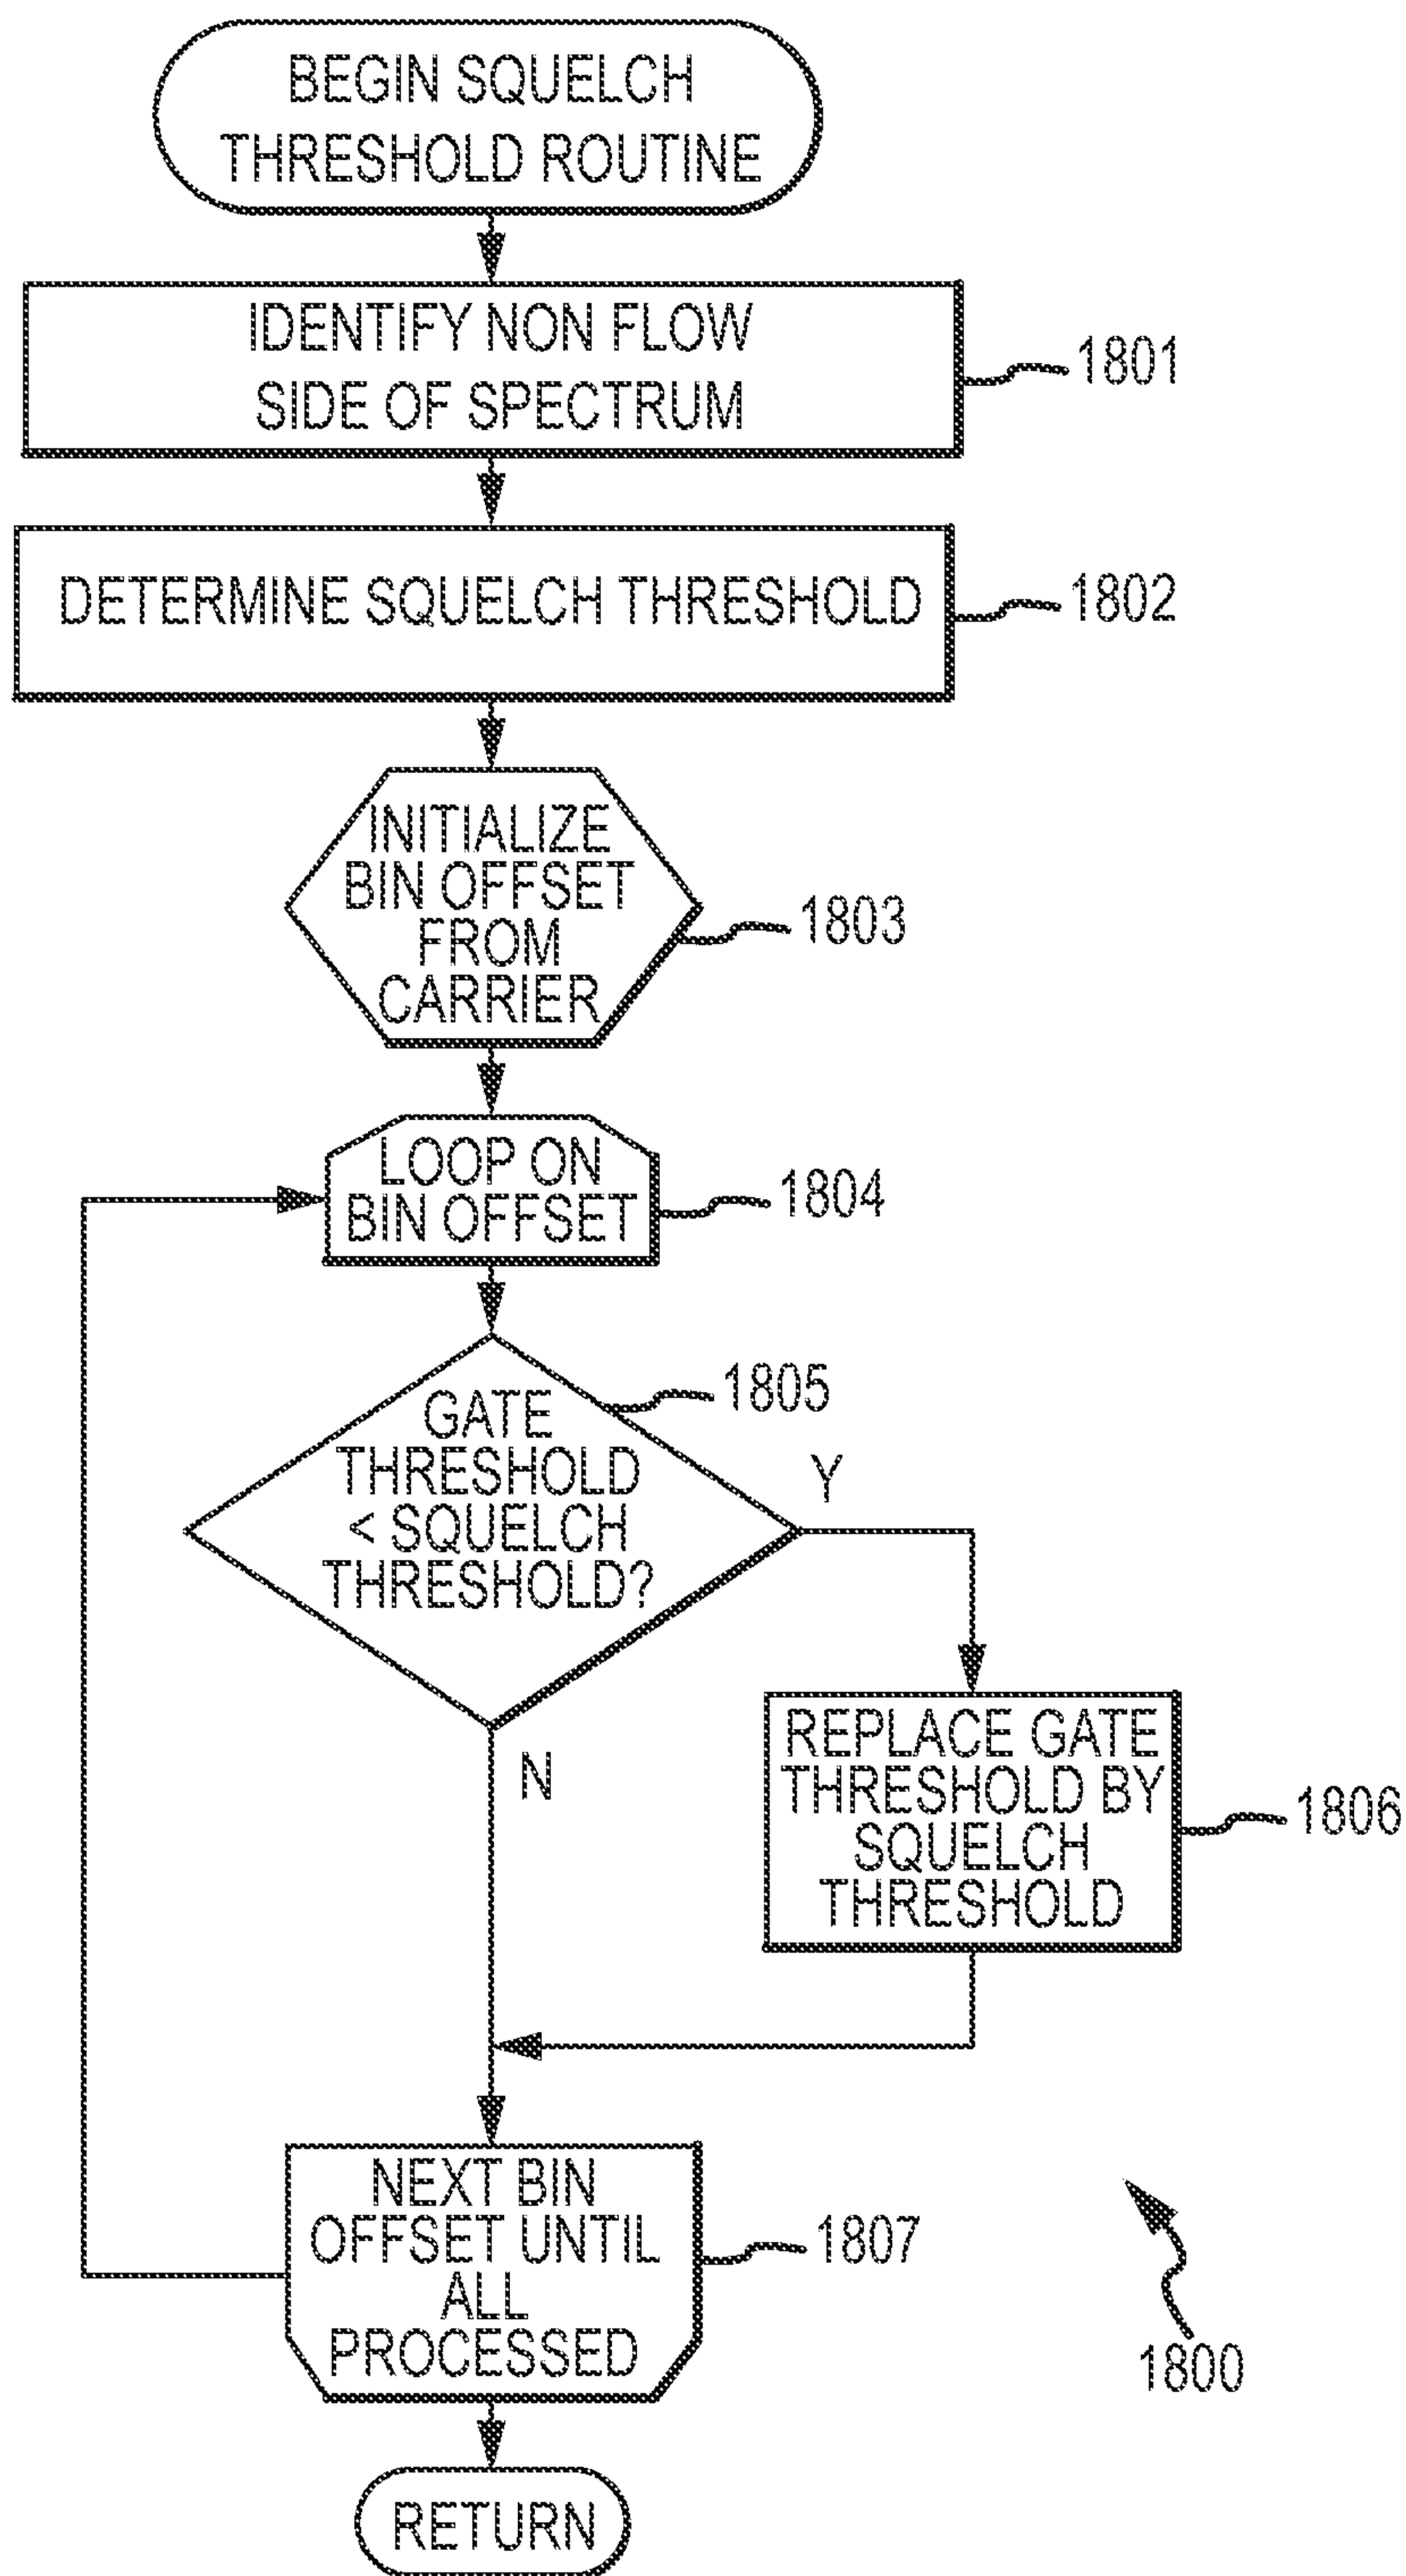 BEGIN SQUELCH
THRESHOLD ROUTINE
IDENTIFY NON FLOW
SIDE OF SPECTRUM
1801
DETERMINE SQUELCH THRESHOLD
1802
INITIALIZE
BIN OFFSET
FROM
CARRIER
1803
LOOP ON
BIN OFFSET
1804
GATE
THRESHOLD
< SQUELCH
THRESHOLD?
1805
Y
N
REPLACE GATE
THRESHOLD BY
SQUELCH
THRESHOLD
1806
NEXT BIN
OFFSET UNTIL
ALL
PROCESSED
1807
1800
RETURN